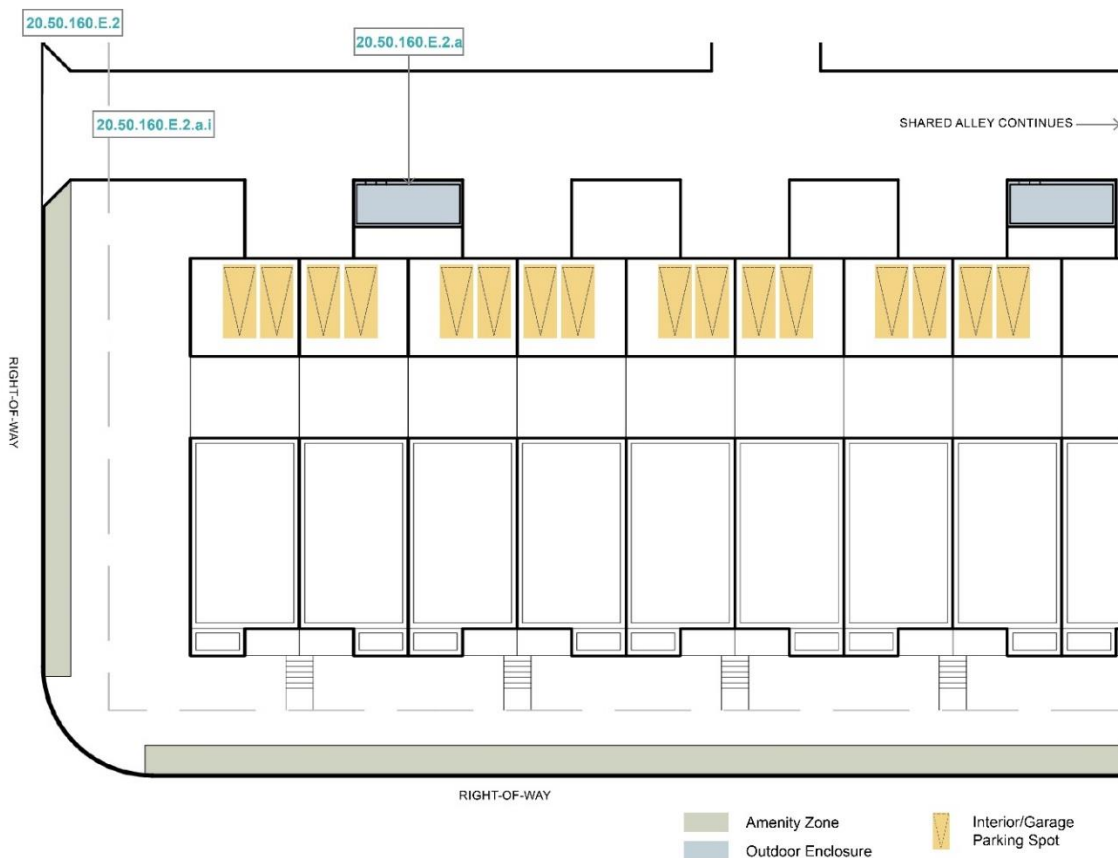 20.50.160.E.2
20.50.160.E.2.a
20.50.160.E.2.a.i
SHARED ALLEY CONTINUES
RIGHT-OF-WAY
RIGHT-OF-WAY
Amenity Zone
Outdoor Enclosure
Interior/Garage
Parking Spot